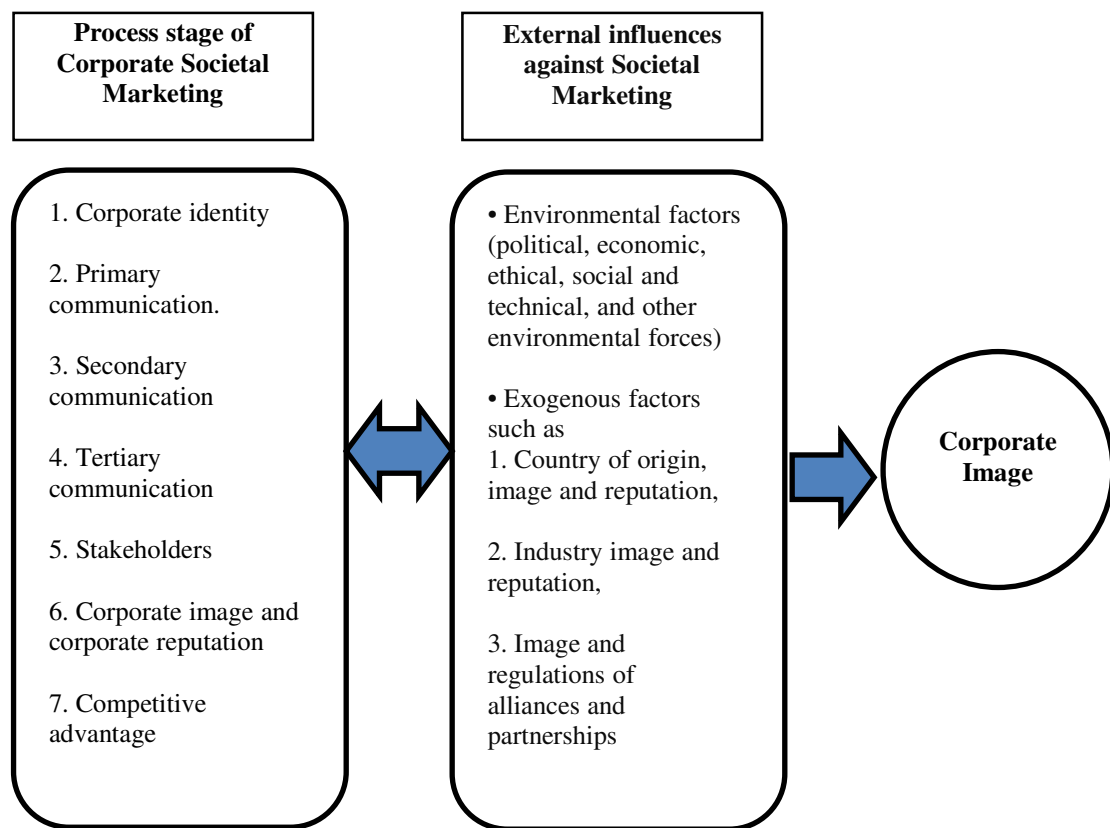 Process stage of
Corporate Societal
Marketing
External influences
against Societal
Marketing
1. Corporate identity
2. Primary
communication.
3. Secondary
communication
4. Tertiary
communication
5. Stakeholders
6. Corporate image and
corporate reputation
7. Competitive
advantage
• Environmental factors
(political, economic,
ethical, social and
technical, and other
environmental forces)
• Exogenous factors
such as
1. Country of origin,
image and reputation,
2. Industry image and
reputation,
3. Image and
regulations of
alliances and
partnerships
Corporate
Image